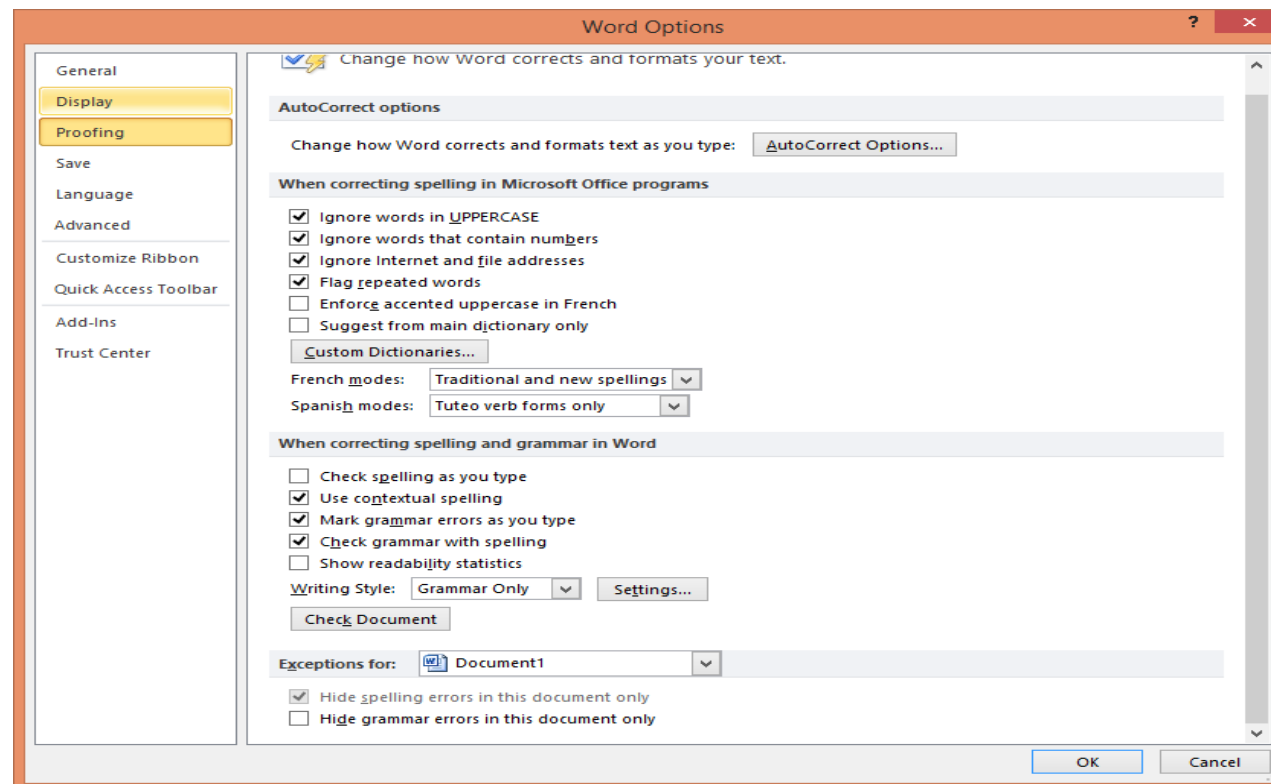 Word Options
?
General
Display
Proofing
Save
Language
Advanced
Customize Ribbon
Quick Access Toolbar
Add-Ins
Trust Center
Change how Word corrects and formats your text.
AutoCorrect options
Change how Word corrects and formats text as you type: AutoCorrect Options...
When correcting spelling in Microsoft Office programs
Ignore words in UPPERCASE
Ignore words that contain numbers
Ignore Internet and file addresses
Flag repeated words
Enforce accented uppercase in French
Suggest from main dictionary only
Custom Dictionaries...
French modes: Traditional and new spellings
Spanish modes: Tuteo verb forms only
When correcting spelling and grammar in Word
Check spelling as you type
Use contextual spelling
Mark grammar errors as you type
Check grammar with spelling
Show readability statistics
Writing Style: Grammar Only Settings...
Check Document
Exceptions for: Document1
Hide spelling errors in this document only
Hide grammar errors in this document only
OK Cancel